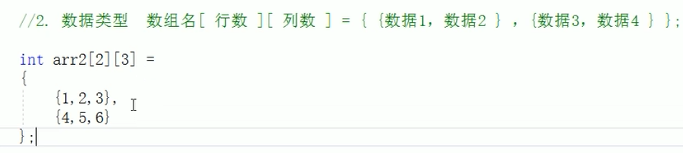 //2. 数据类型  数组名[ 行数 ][ 列数 ] = { {数据1，数据2 } ，{数据3，数据4 } };
int arr2[2][3] =
{
{1,2,3},
{4,5,6}
};